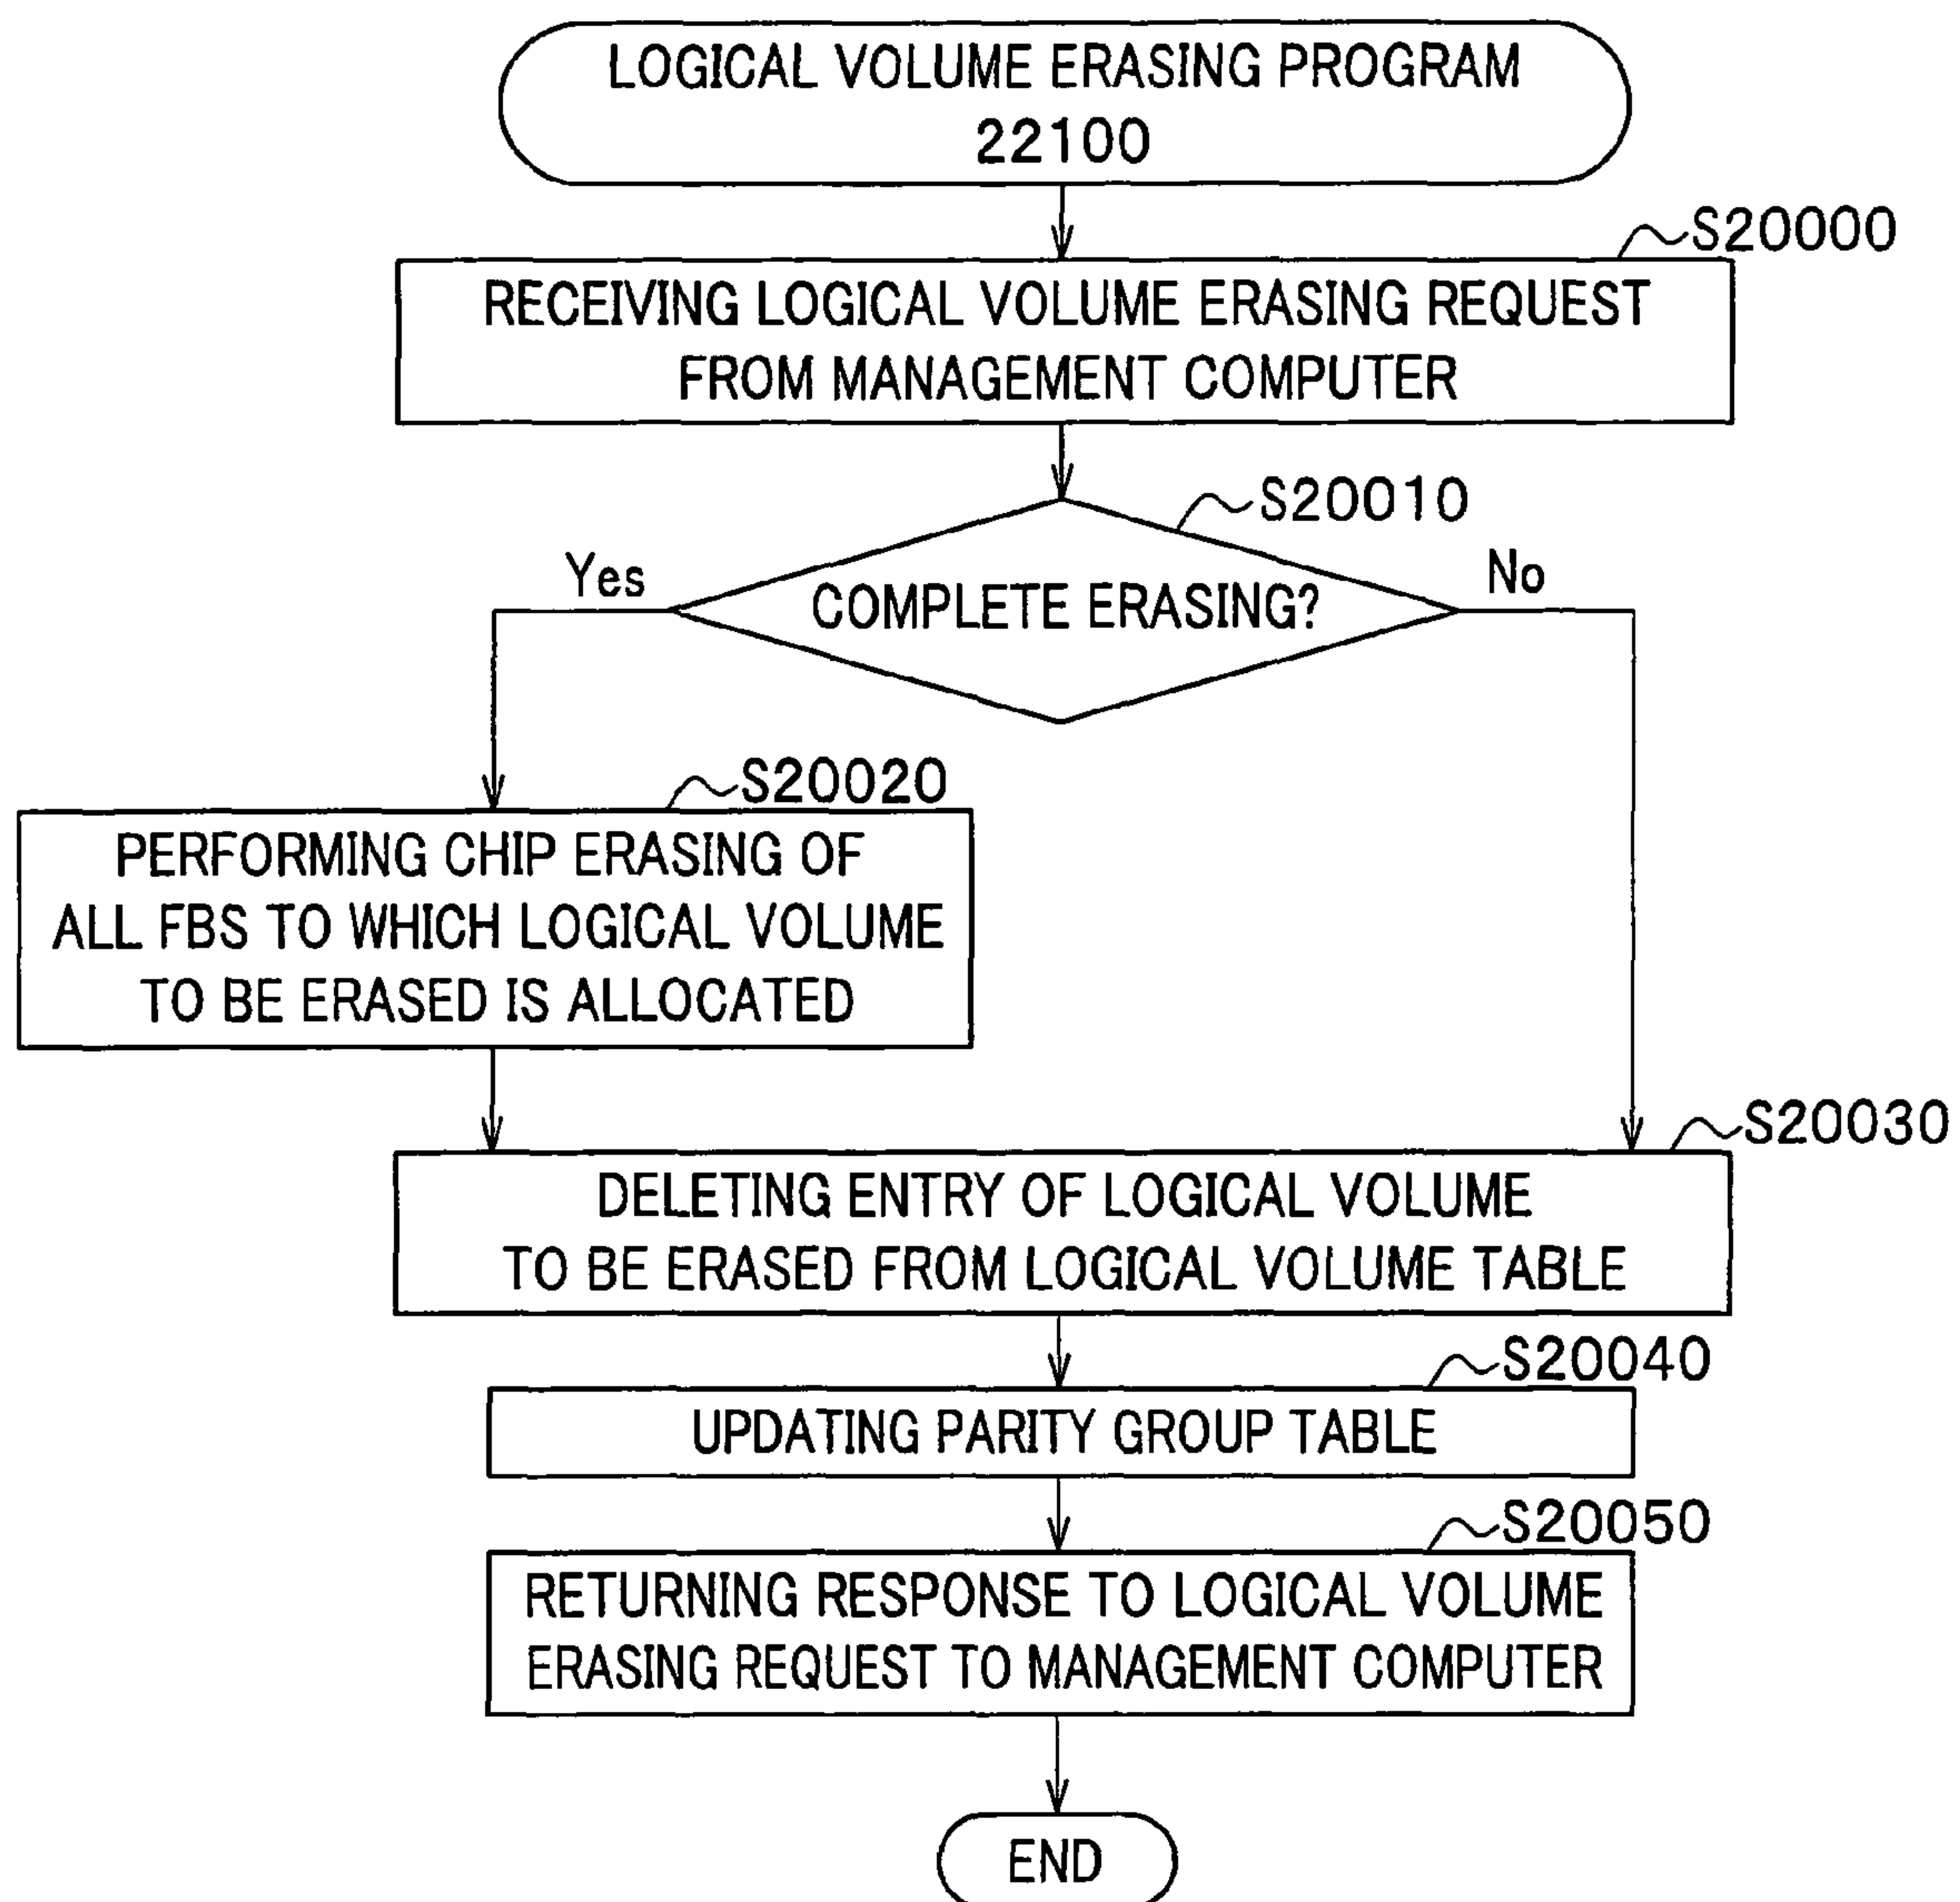 LOGICAL VOLUME ERASING PROGRAM
22100
S20000
RECEIVING LOGICAL VOLUME ERASING REQUEST
FROM MANAGEMENT COMPUTER
S20010
Yes
COMPLETE ERASING?
No
S20020
PERFORMING CHIP ERASING OF
ALL FBS TO WHICH LOGICAL VOLUME
TO BE ERASED IS ALLOCATED
S20030
DELETING ENTRY OF LOGICAL VOLUME
TO BE ERASED FROM LOGICAL VOLUME TABLE
S20040
UPDATING PARITY GROUP TABLE
S20050
RETURNING RESPONSE TO LOGICAL VOLUME
ERASING REQUEST TO MANAGEMENT COMPUTER
END